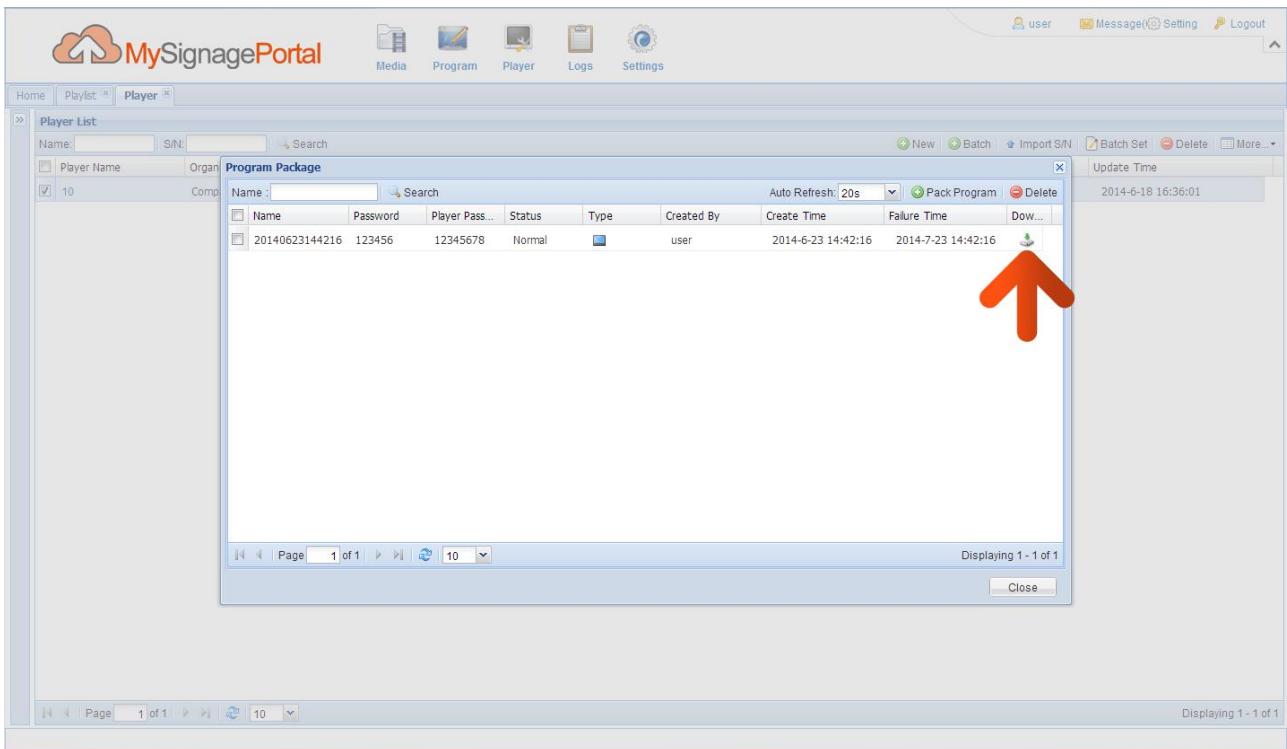 user Message( Setting Logout
MySignagePortal
Media Program Player Logs Settings
Home Playlist Player
Player List
Name: S/N: Search New Batch Import S/N Batch Set Delete More...
Player Name Organ Update Time
10 Comp 2014-6-18 16:36:01
Program Package
Name : Search Auto Refresh: 20s Pack Program Delete
Name Password Player Pass... Status Type Created By Create Time Failure Time Dow...
20140623144216 123456 12345678 Normal user 2014-6-23 14:42:16 2014-7-23 14:42:16
Page 1 of 1 10 Displaying 1 - 1 of 1
Close
Page 1 of 1 10 Displaying 1 - 1 of 1